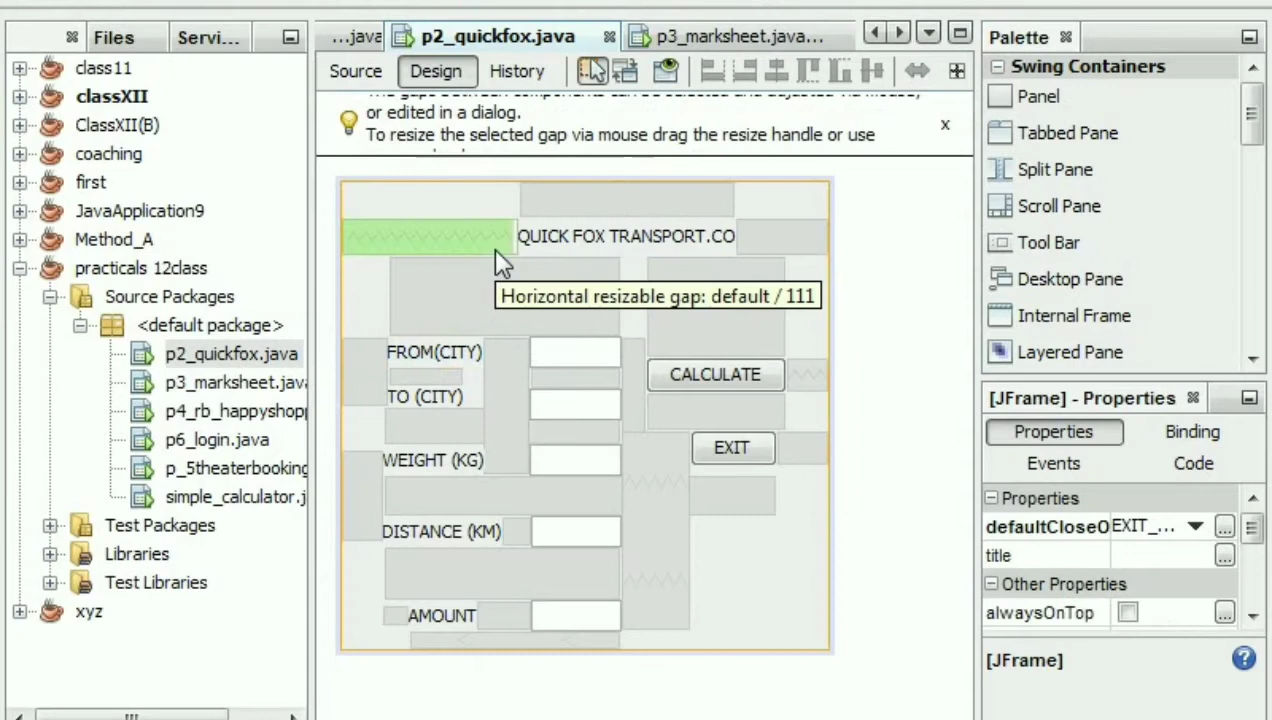 Files
Servi...
...java
p2_quickfox.java
p3_marksheet.java...
Palette
Source
Design
History
Swing Containers
or edited in a dialog.
To resize the selected gap via mouse drag the resize handle or use
x
class11
classXII
ClassXII(B)
coaching
first
JavaApplication9
Method_A
practicals 12class
Source Packages
<default package>
p2_quickfox.java
p3_marksheet.java
p4_rb_happyshop
p6_login.java
p_5theaterbooking
simple_calculator.j
Test Packages
Libraries
Test Libraries
xyz
QUICK FOX TRANSPORT.CO
Horizontal resizable gap: default / 111
FROM(CITY)
CALCULATE
TO (CITY)
EXIT
WEIGHT (KG)
DISTANCE (KM)
AMOUNT
Panel
Tabbed Pane
Split Pane
Scroll Pane
Tool Bar
Desktop Pane
Internal Frame
Layered Pane
[JFrame] - Properties
Properties
Binding
Events
Code
Properties
defaultCloseO
EXIT_...
...
title
...
Other Properties
alwaysOnTop
...
[JFrame]
?